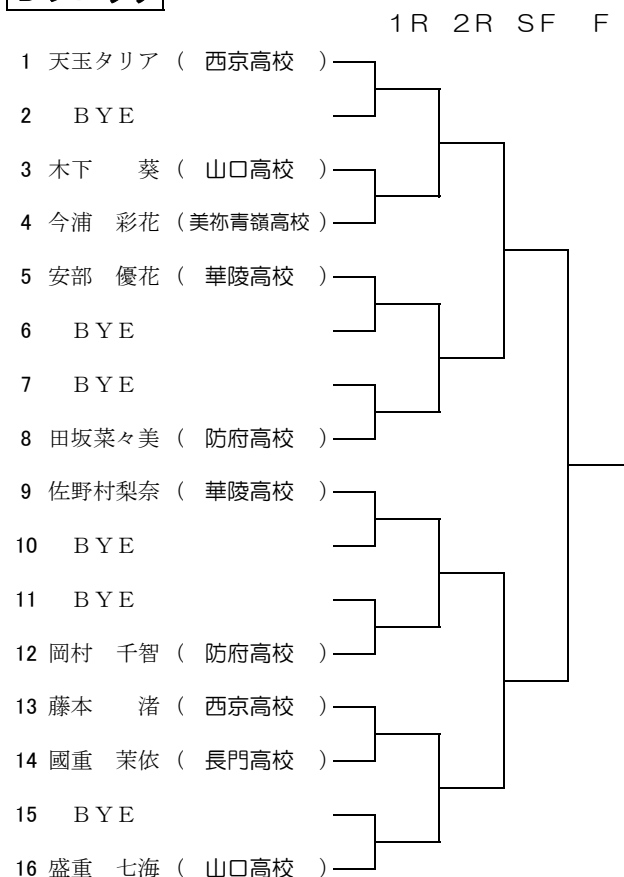 １Ｒ ２Ｒ ＳＦ Ｆ
1 天玉タリア（ 西京高校 ）
2 ＢＹＥ
3 木下　葵（ 山口高校 ）
4 今浦　彩花（美祢青嶺高校）
5 安部　優花（ 華陵高校 ）
6 ＢＹＥ
7 ＢＹＥ
8 田坂菜々美（ 防府高校 ）
9 佐野村梨奈（ 華陵高校 ）
10 ＢＹＥ
11 ＢＹＥ
12 岡村　千智（ 防府高校 ）
13 藤本　渚（ 西京高校 ）
14 國重　茉依（ 長門高校 ）
15 ＢＹＥ
16 盛重　七海（ 山口高校 ）